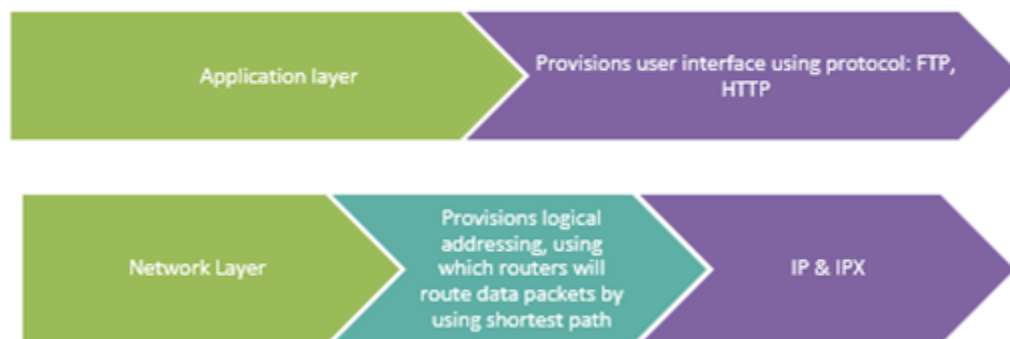 Application layer
Provisions user interface using protocol: FTP,
HTTP
Network Layer
Provisions logical
addressing, using
which routers will
route data packets by
using shortest path
IP & IPX